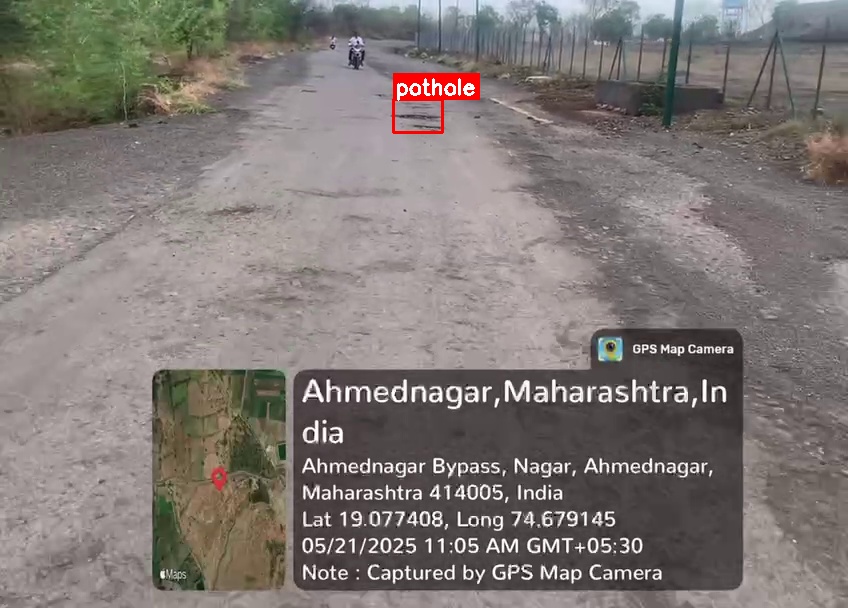 pothole
GPS Map Camera
Ahmednagar,Maharashtra,In
dia
Ahmednagar Bypass, Nagar, Ahmednagar,
Maharashtra 414005, India
Lat 19.077408, Long 74.679145
05/21/2025 11:05 AM GMT+05:30
Note : Captured by GPS Map Camera
Maps